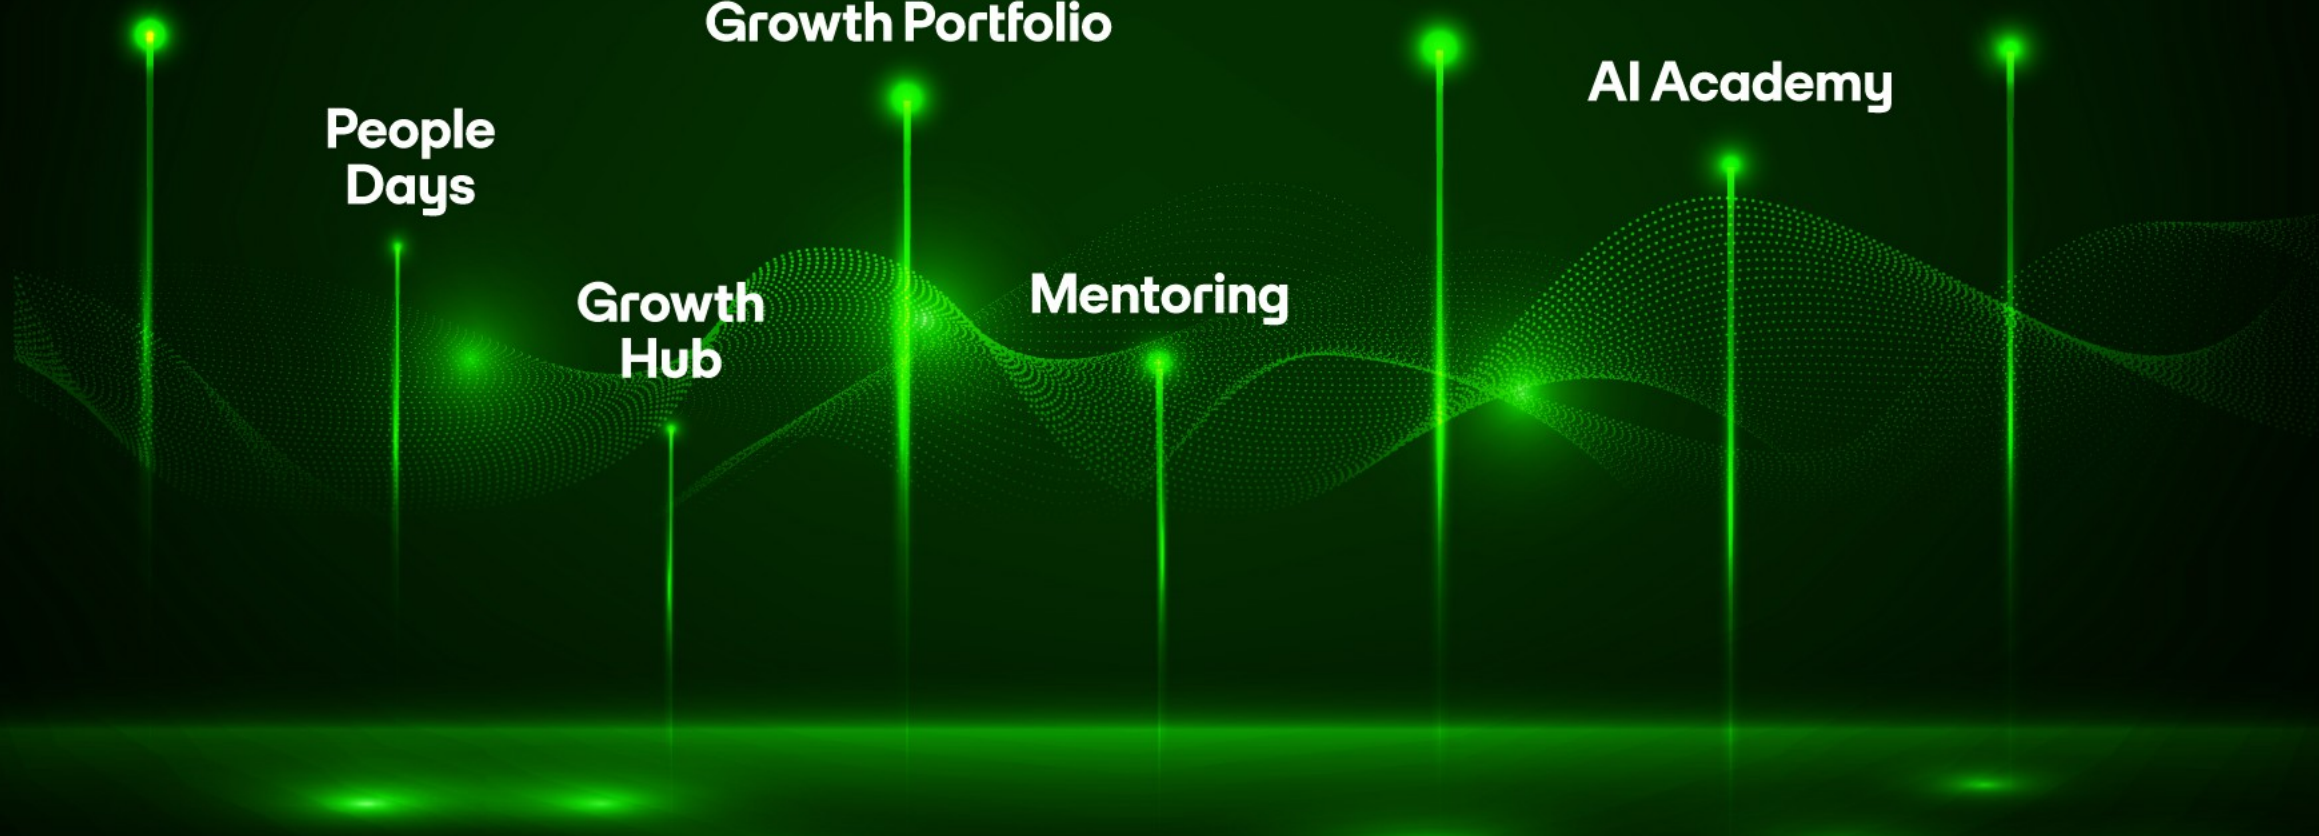 Growth Portfolio
AI Academy
People
Days
Growth
Hub
Mentoring